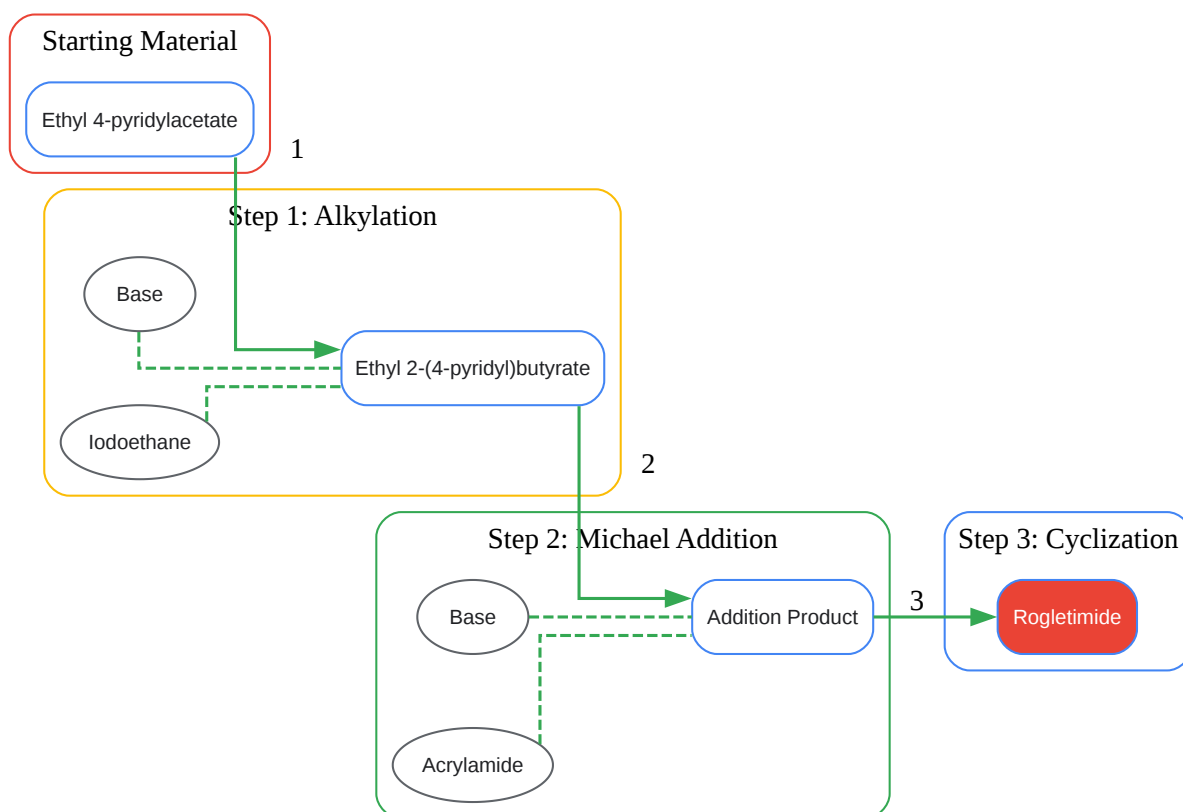 Starting Material
Ethyl 4-pyridylacetate
1
Step 1: Alkylation
Base
Ethyl 2-(4-pyridyl)butyrate
Iodoethane
2
Step 2: Michael Addition
Step 3: Cyclization
Base
Addition Product
3
Rogletimide
Acrylamide